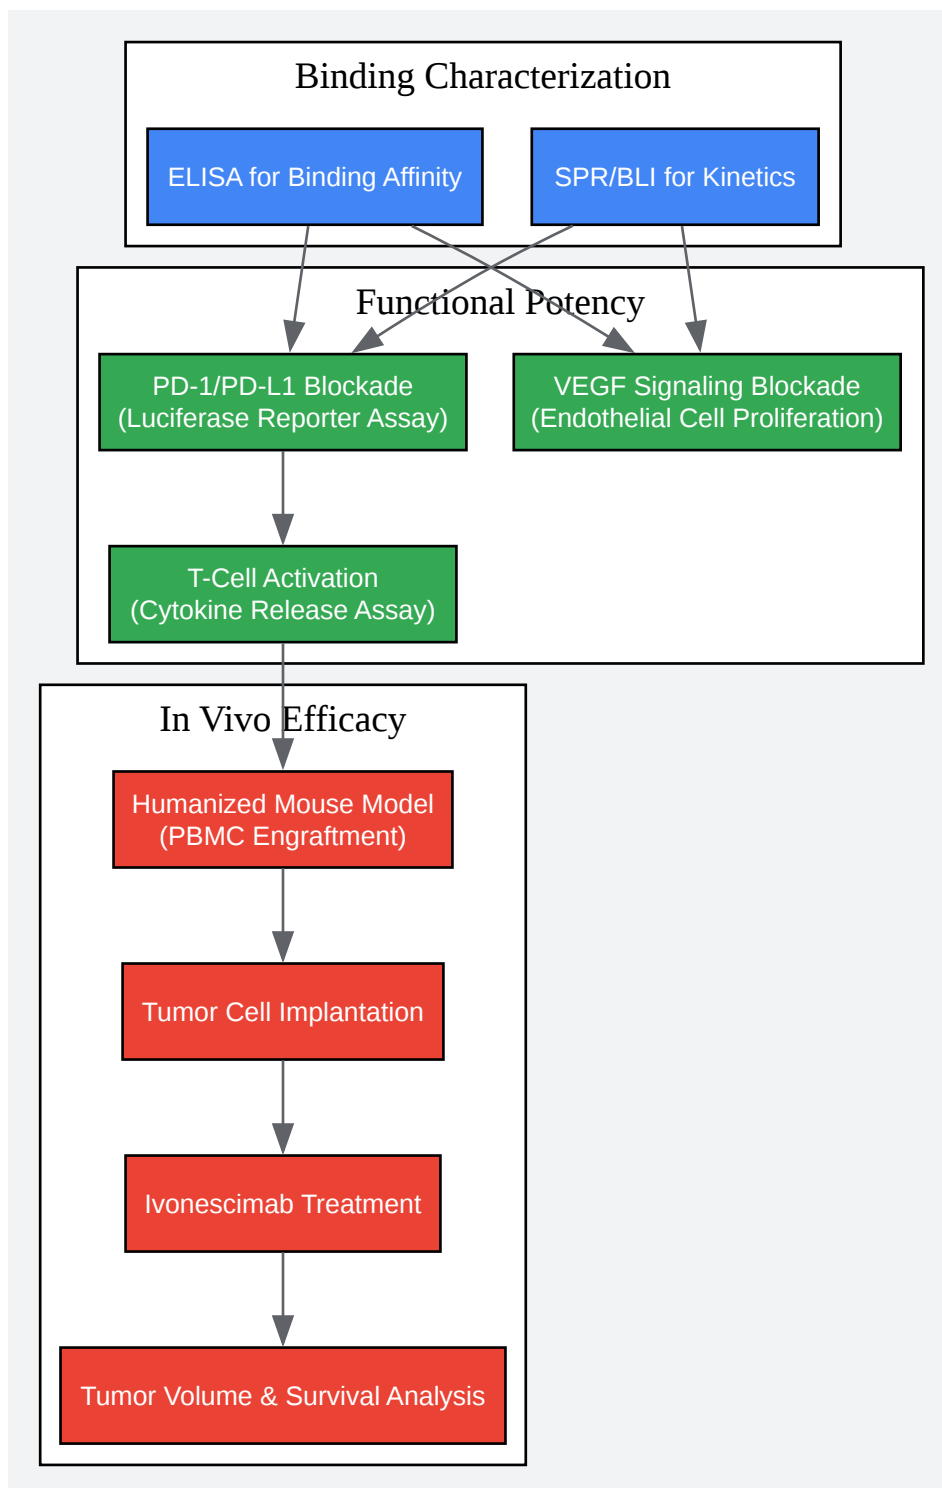 Binding Characterization
ELISA for Binding Affinity
SPR/BLI for Kinetics
Functional Potency
PD-1/PD-L1 Blockade
(Luciferase Reporter Assay)
VEGF Signaling Blockade
(Endothelial Cell Proliferation)
T-Cell Activation
(Cytokine Release Assay)
In Vivo Efficacy
Humanized Mouse Model
(PBMC Engraftment)
Tumor Cell Implantation
Ivonescimab Treatment
Tumor Volume & Survival Analysis